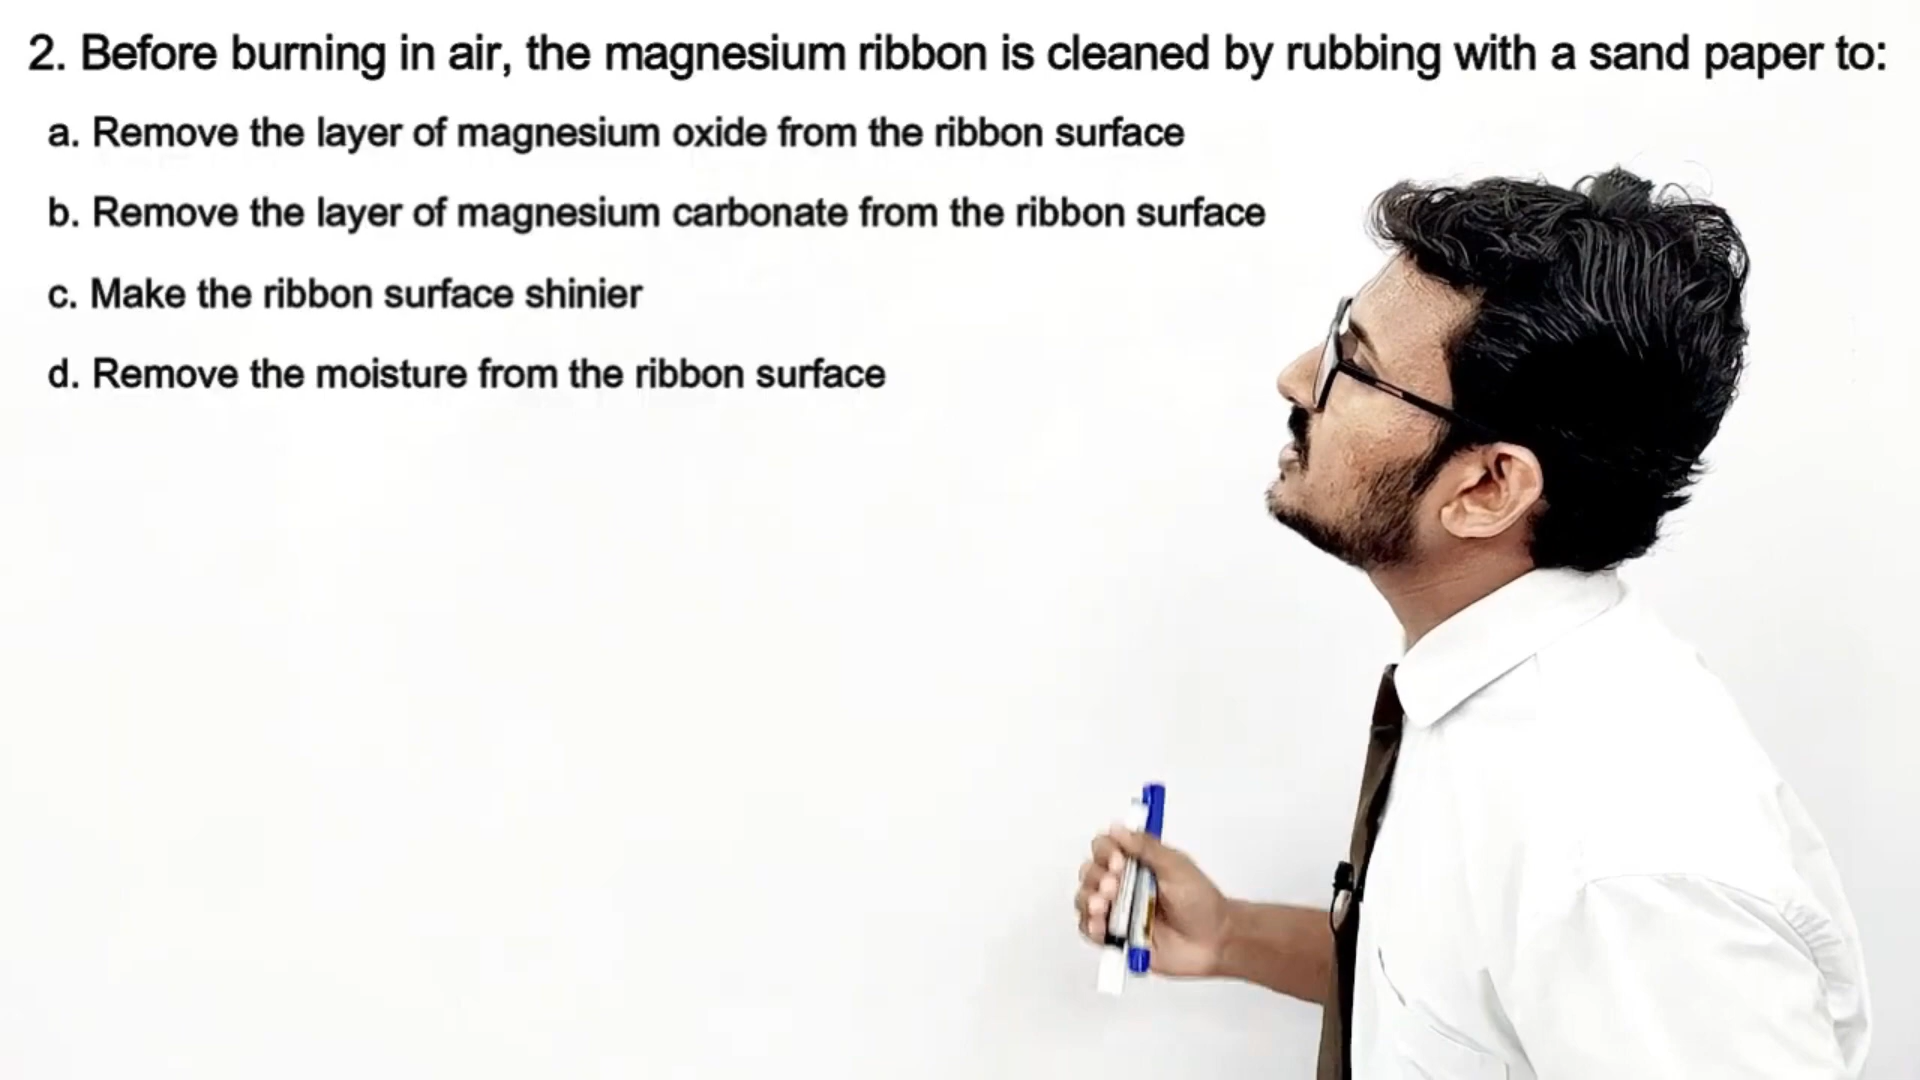 2. Before burning in air, the magnesium ribbon is cleaned by rubbing with a sand paper to:
a. Remove the layer of magnesium oxide from the ribbon surface
b. Remove the layer of magnesium carbonate from the ribbon surface
c. Make the ribbon surface shinier
d. Remove the moisture from the ribbon surface